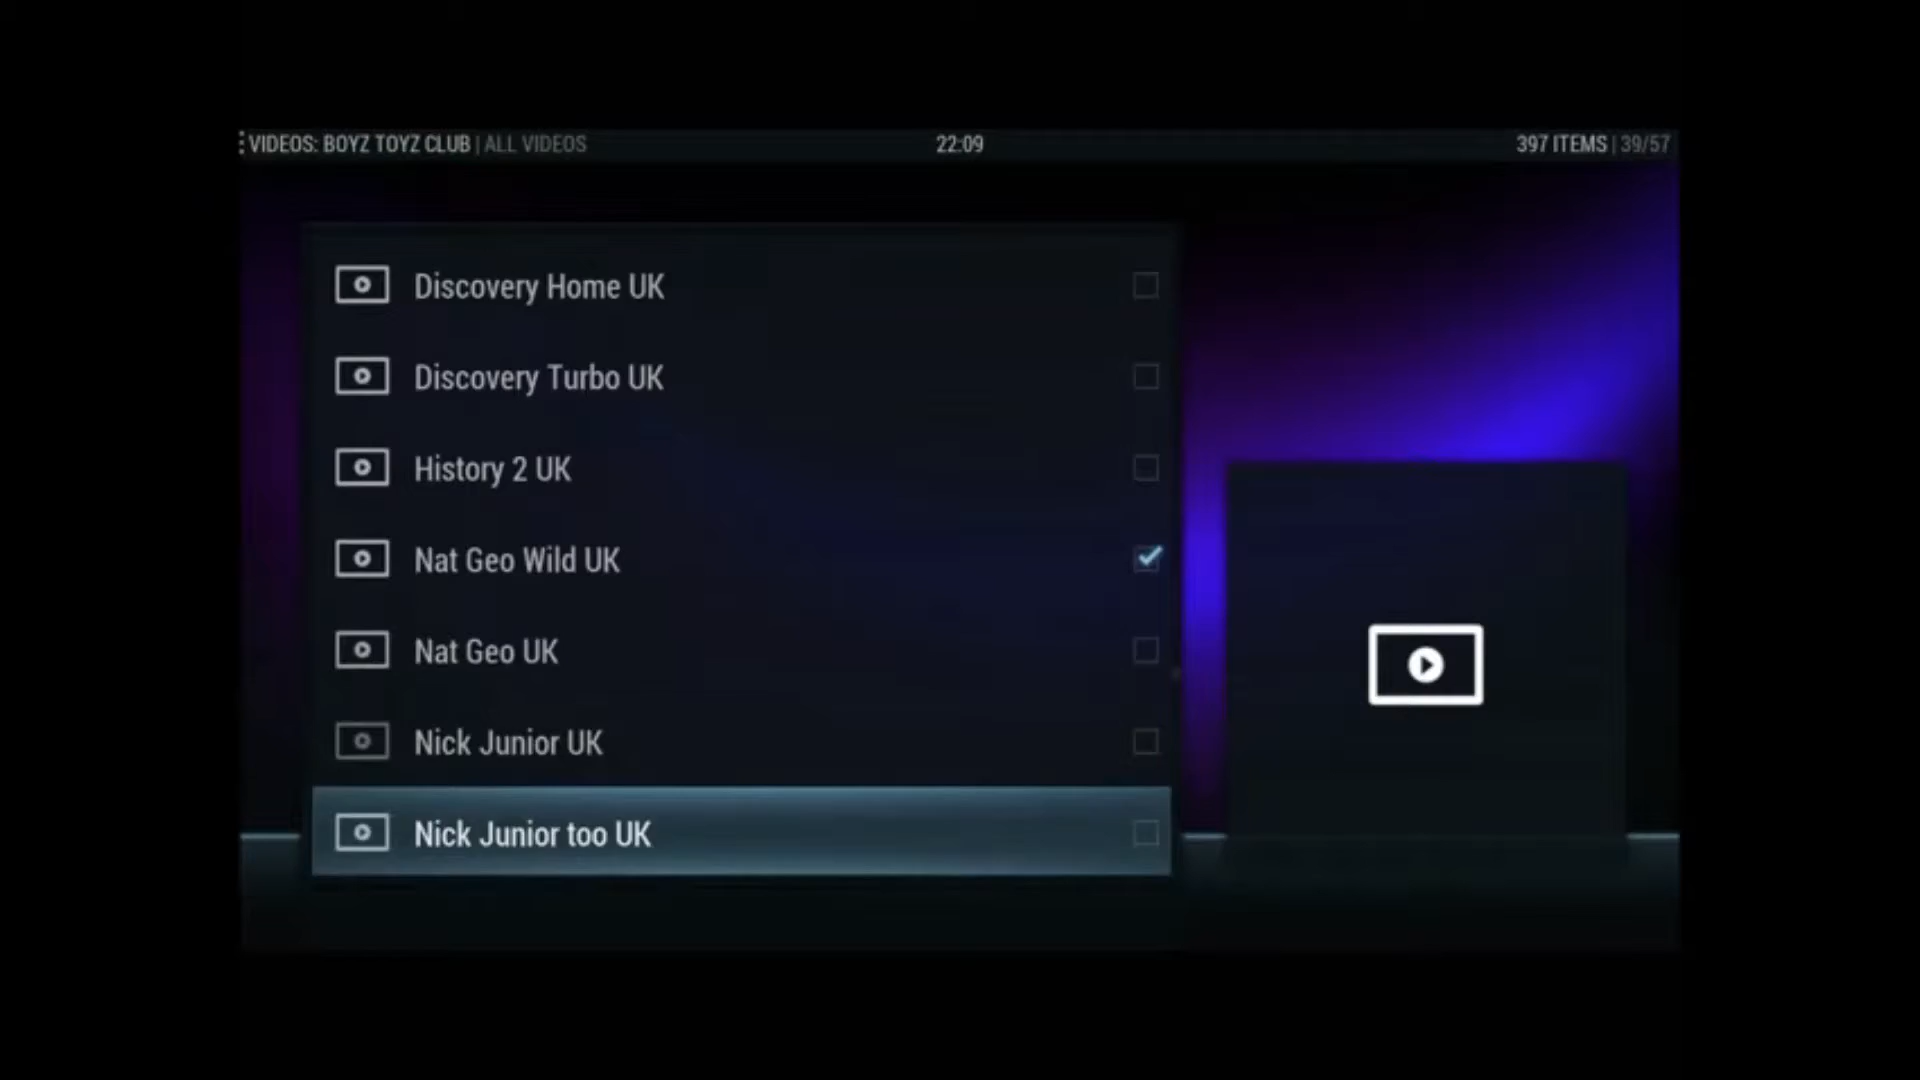 VIDEOS: BOYZ TOYZ CLUB | ALL VIDEOS
22:09
397 ITEMS | 39/57
Discovery Home UK
Discovery Turbo UK
History 2 UK
Nat Geo Wild UK
Nat Geo UK
Nick Junior UK
Nick Junior too UK